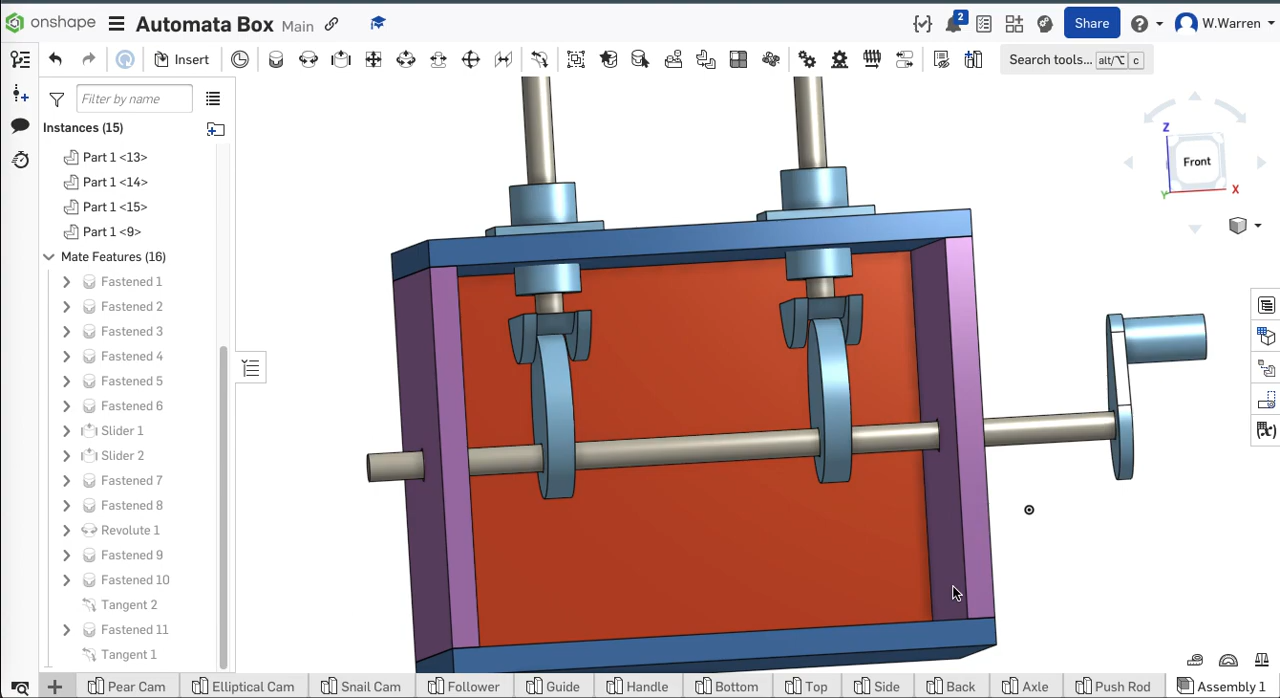 onshape Automata Box Main 2 Share W.Warren
Insert Search tools... alt/⌥ c
Filter by name
Instances (15)
Part 1 <13>
Part 1 <14>
Part 1 <15>
Part 1 <9>
Mate Features (16)
Fastened 1
Fastened 2
Fastened 3
Fastened 4
Fastened 5
Fastened 6
Slider 1
Slider 2
Fastened 7
Fastened 8
Revolute 1
Fastened 9
Fastened 10
Tangent 2
Fastened 11
Tangent 1
Z
Front
X
Y
Pear Cam Elliptical Cam Snail Cam Follower Guide Handle Bottom Top Side Back Axle Push Rod Assembly 1